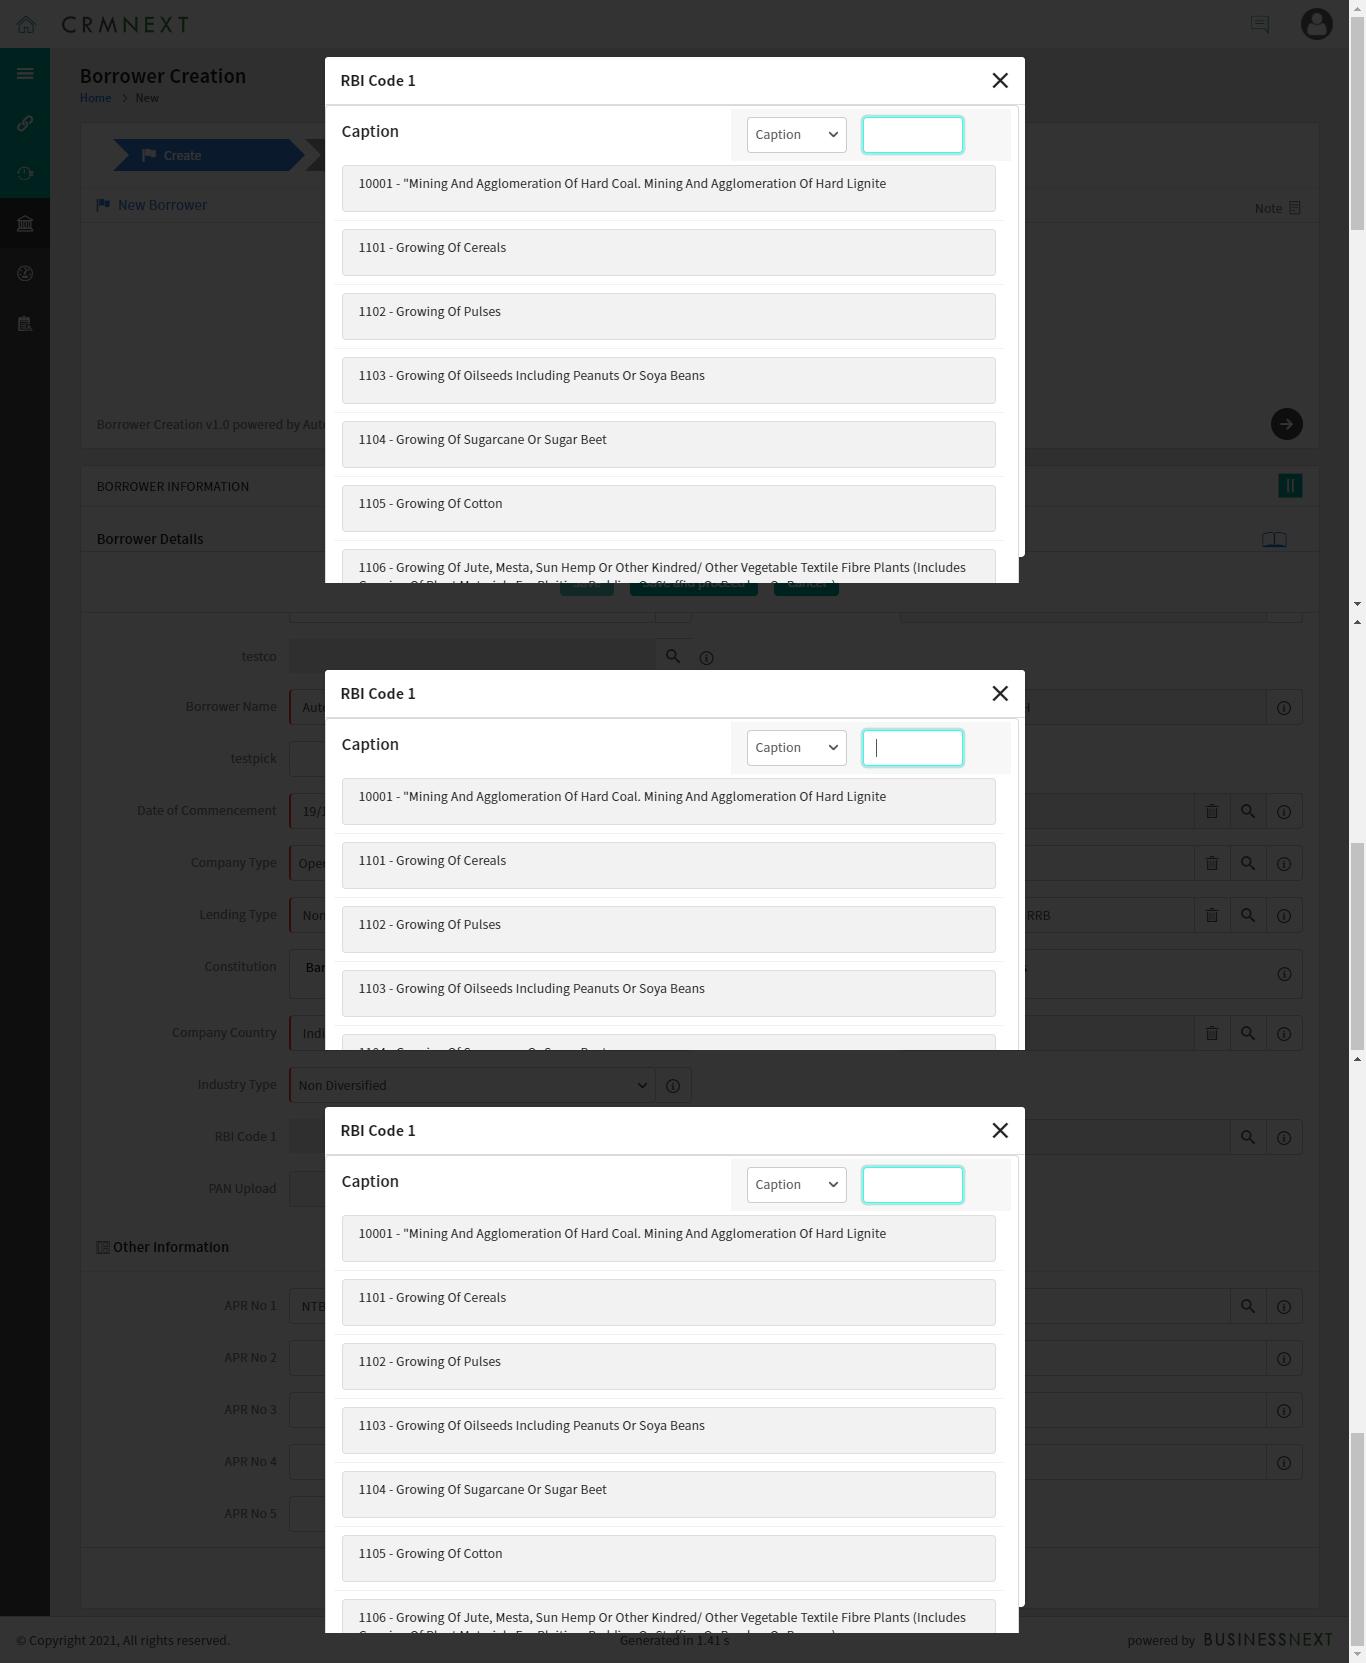 CRMNEXT
Borrower Creation
Home > New
Create
New Borrower
Note
Borrower Creation v1.0 powered by Aut
BORROWER INFORMATION
Borrower Details
RBI Code 1
Caption
Caption
10001 - "Mining And Agglomeration Of Hard Coal. Mining And Agglomeration Of Hard Lignite
1101 - Growing Of Cereals
1102 - Growing Of Pulses
1103 - Growing Of Oilseeds Including Peanuts Or Soya Beans
1104 - Growing Of Sugarcane Or Sugar Beet
1105 - Growing Of Cotton
1106 - Growing Of Jute, Mesta, Sun Hemp Or Other Kindred/ Other Vegetable Textile Fibre Plants (Includes
testco
Borrower Name
testpick
Date of Commencement 19/
Company Type Ope
Lending Type Non
RRB
Constitution Ba
Company Country Indi
RBI Code 1
Caption
Caption
10001 - "Mining And Agglomeration Of Hard Coal. Mining And Agglomeration Of Hard Lignite
1101 - Growing Of Cereals
1102 - Growing Of Pulses
1103 - Growing Of Oilseeds Including Peanuts Or Soya Beans
Industry Type Non Diversified
RBI Code 1
PAN Upload
Other Information
APR No 1 NTB
APR No 2
APR No 3
APR No 4
APR No 5
RBI Code 1
Caption
Caption
10001 - "Mining And Agglomeration Of Hard Coal. Mining And Agglomeration Of Hard Lignite
1101 - Growing Of Cereals
1102 - Growing Of Pulses
1103 - Growing Of Oilseeds Including Peanuts Or Soya Beans
1104 - Growing Of Sugarcane Or Sugar Beet
1105 - Growing Of Cotton
1106 - Growing Of Jute, Mesta, Sun Hemp Or Other Kindred/ Other Vegetable Textile Fibre Plants (Includes
© Copyright 2021, All rights reserved.
Generated in 1.41 s
powered by BUSINESSNEXT